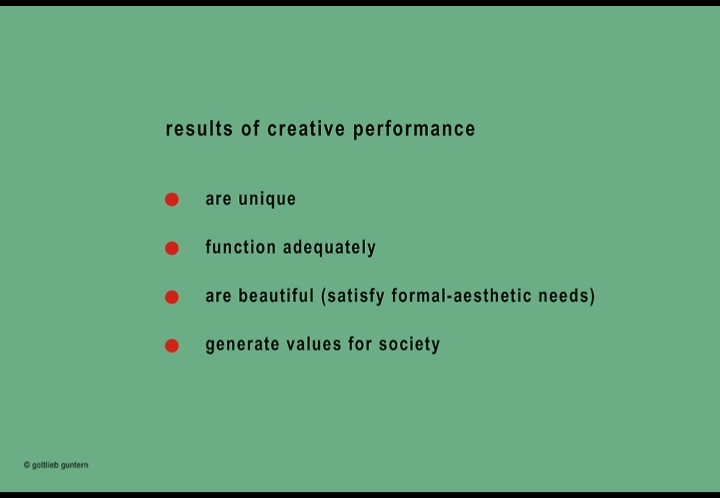 results of creative performance
are unique
function adequately
are beautiful (satisfy formal-aesthetic needs)
generate values for society
© gottlieb guntern